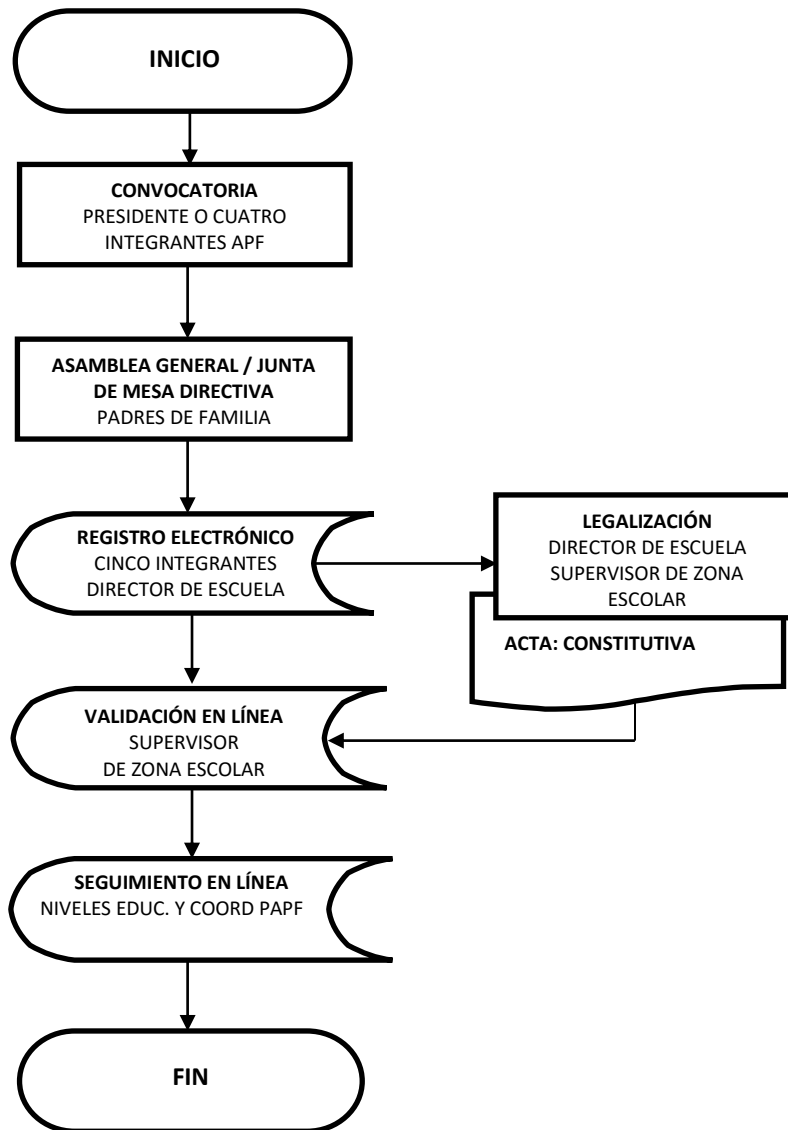 INICIO
CONVOCATORIA
PRESIDENTE O CUATRO
INTEGRANTES APF
ASAMBLEA GENERAL / JUNTA
DE MESA DIRECTIVA
PADRES DE FAMILIA
REGISTRO ELECTRÓNICO
CINCO INTEGRANTES
DIRECTOR DE ESCUELA
LEGALIZACIÓN
DIRECTOR DE ESCUELA
SUPERVISOR DE ZONA
ESCOLAR
ACTA: CONSTITUTIVA
VALIDACIÓN EN LÍNEA
SUPERVISOR
DE ZONA ESCOLAR
SEGUIMIENTO EN LÍNEA
NIVELES EDUC. Y COORD PAPF
FIN